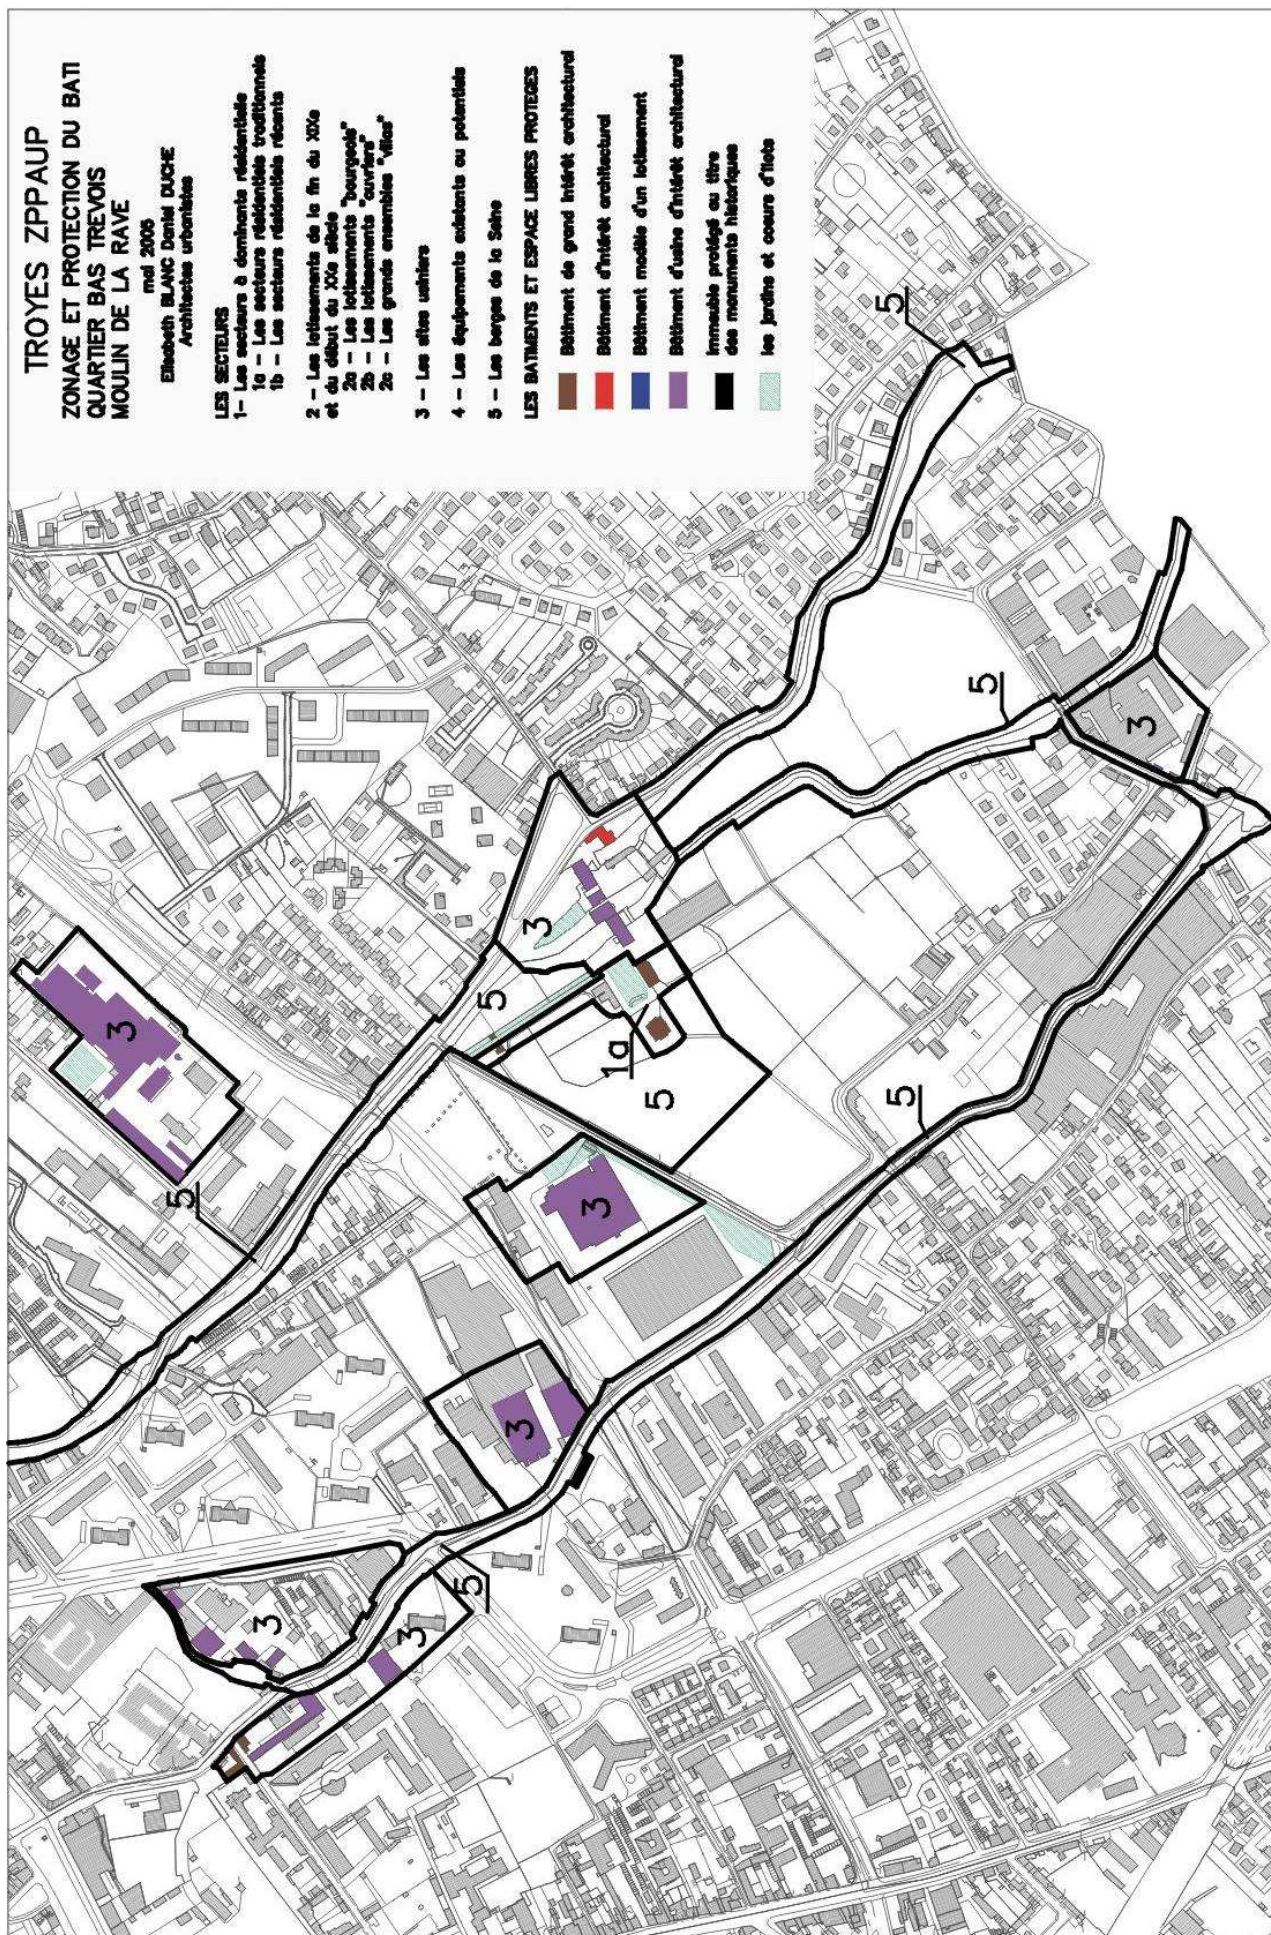 TROYES ZPPAUP
ZONAGE ET PROTECTION DU BATI
QUARTIER BAS TREVOIS
MOULIN DE LA RAVE
mai 2005
Elisabeth BLANC Daniel DUCHE
Architectes urbanistes
LES SECTEURS
1- Les secteurs à dominante résidentielle
1a - Les secteurs résidentiels traditionnels
1b - Les secteurs résidentiels récents
2 - Les lotissements de la fin du XIXe
et du début du XXe siècle
2a - Les lotissements "bourgeois"
2b - Les lotissements "ouvriers"
2c - Les grands ensembles "villas"
3 - Les sites usiniers
4 - Les équipements existants ou potentiels
5 - Les berges de la Seine
LES BATIMENTS ET ESPACE LIBRES PROTEGES
Bâtiment de grand intérêt architectural
Bâtiment d'intérêt architectural
Bâtiment modèle d'un lotissement
Bâtiment d'usine d'intérêt architectural
immeuble protégé au titre
des monuments historiques
les jardins et coeurs d'îlots
3
5
3
3
5
3
5
3
5
1a
5
3
5
5
5
3